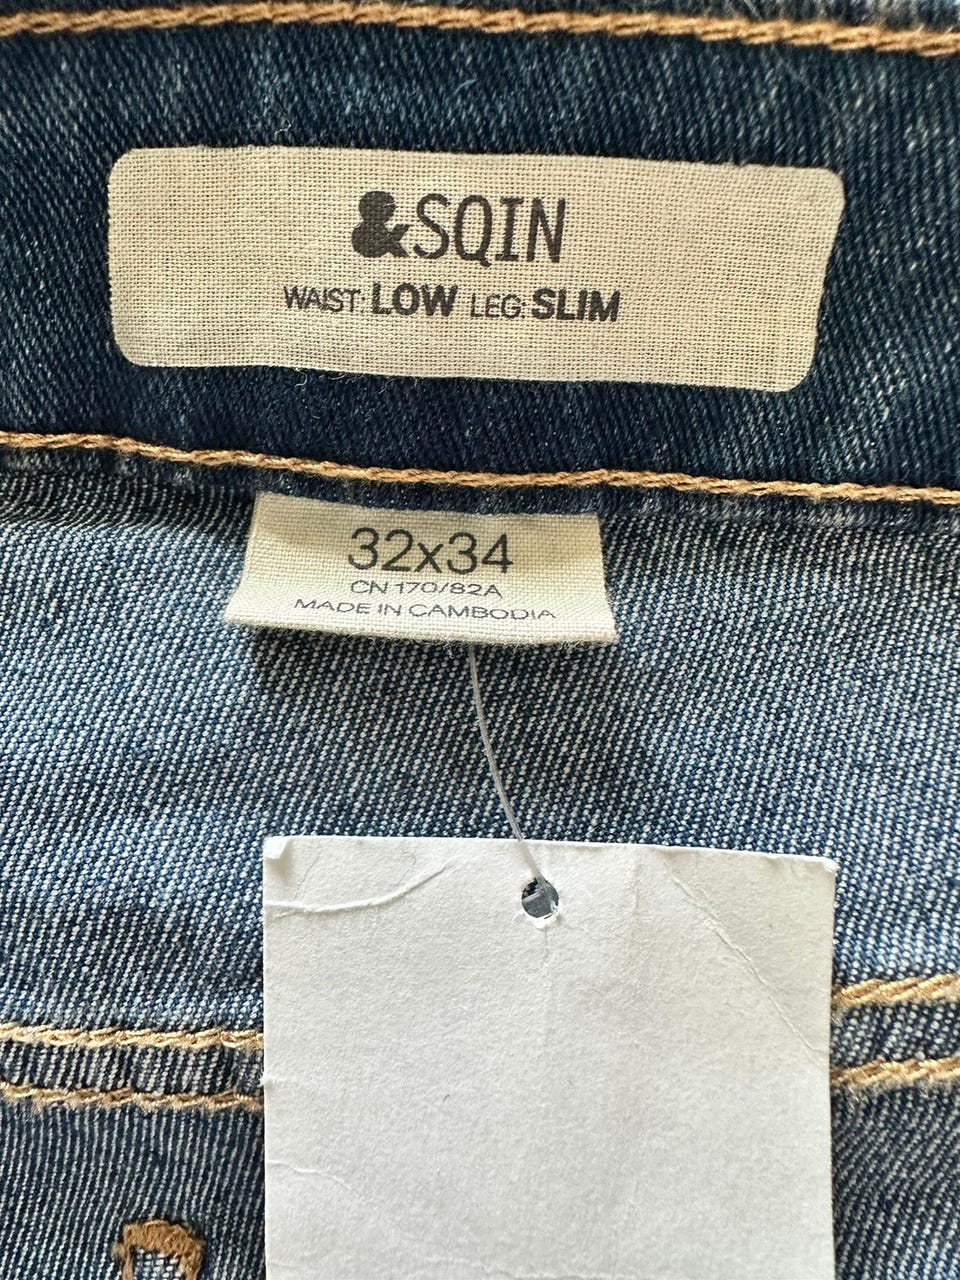 &SQIN
WAIST: LOW LEG: SLIM
32x34
CN 170/82A
MADE IN CAMBODIA